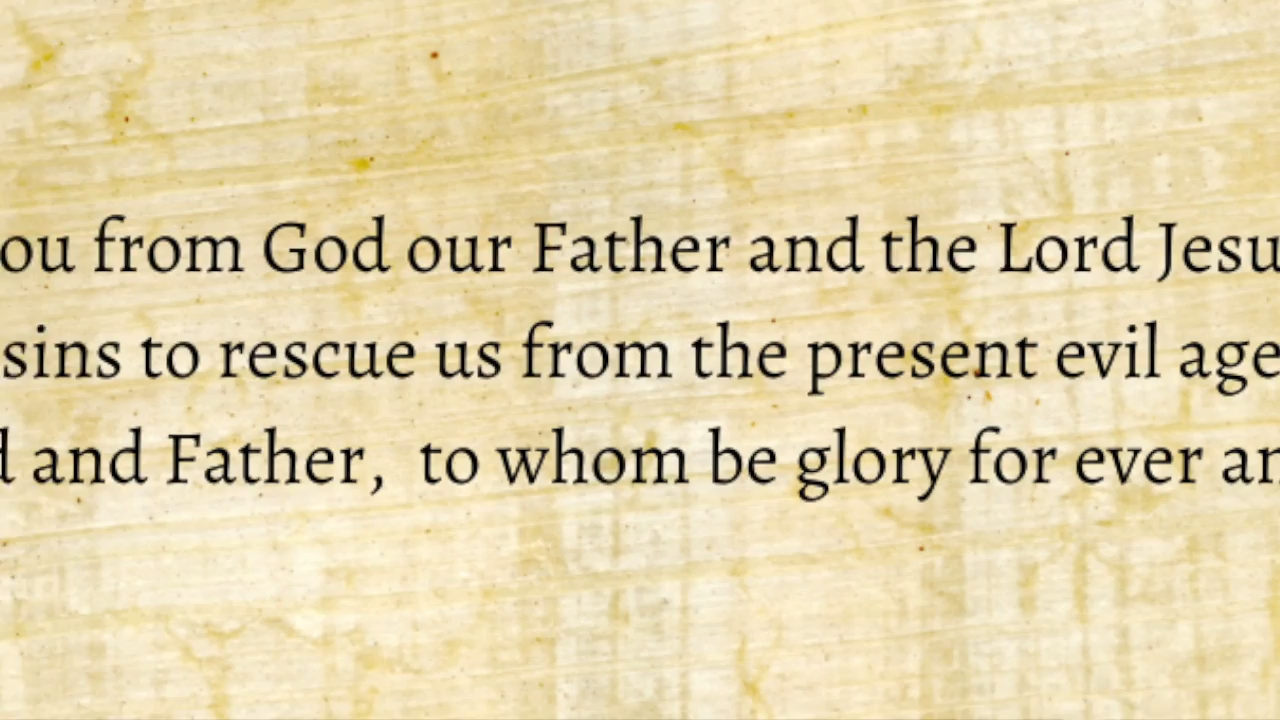 ou from God our Father and the Lord Jesu
sins to rescue us from the present evil age
d and Father, to whom be glory for ever an